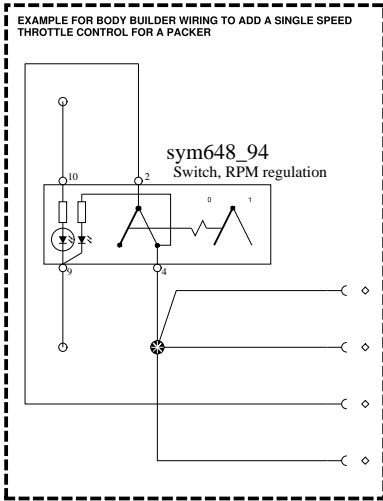 EXAMPLE FOR BODY BUILDER WIRING TO ADD A SINGLE SPEED
THROTTLE CONTROL FOR A PACKER
sym648_94
Switch, RPM regulation
10
2
0
1
9
4